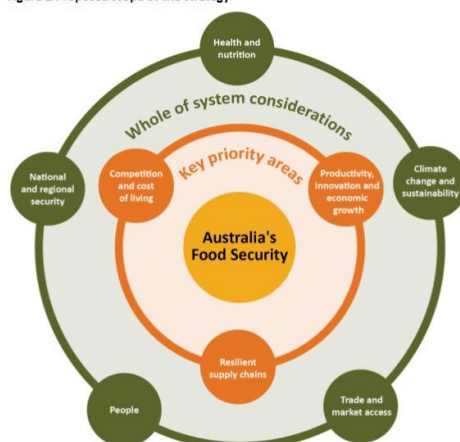 Health and
nutrition
Whole of system considerations
National
and regional
security
Competition
and cost
of living
Key priority areas
Productivity,
innovation and
economic
growth
Climate
change and
sustainability
Australia's
Food Security
Resilient
supply chains
People
Trade and
market access